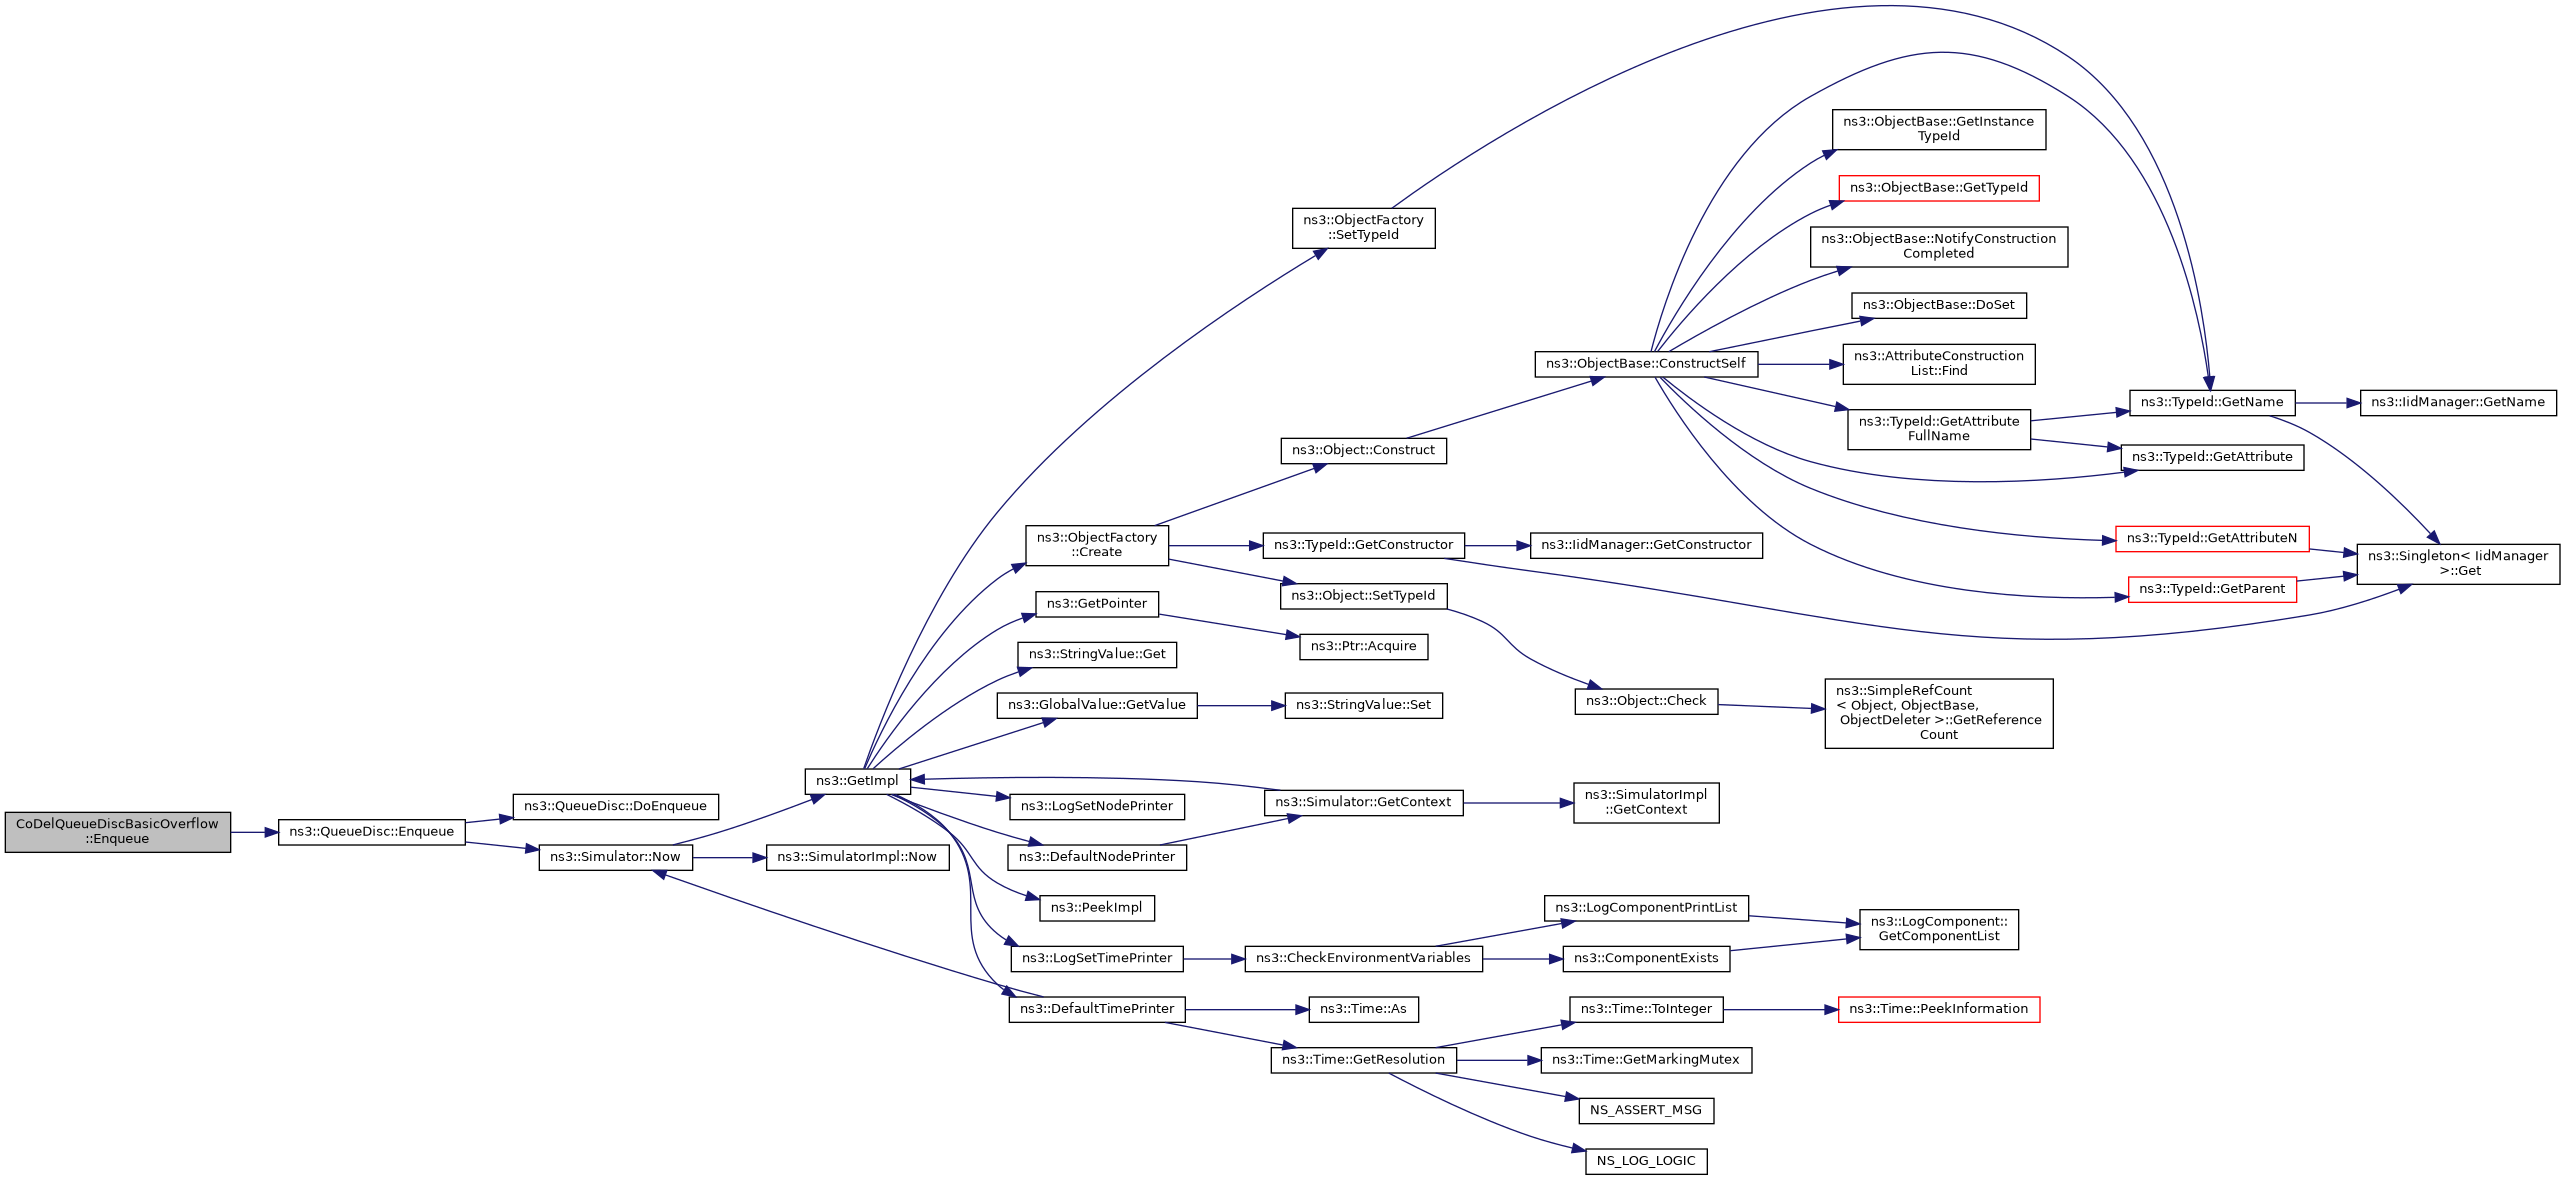 CoDelQueueDiscBasicOverflow
::Enqueue
ns3::QueueDisc::Enqueue
ns3::QueueDisc::DoEnqueue
ns3::Simulator::Now
ns3::SimulatorImpl::Now
ns3::GetImpl
ns3::ObjectFactory
::SetTypeId
ns3::ObjectFactory
::Create
ns3::GetPointer
ns3::StringValue::Get
ns3::GlobalValue::GetValue
ns3::LogSetNodePrinter
ns3::DefaultNodePrinter
ns3::PeekImpl
ns3::LogSetTimePrinter
ns3::DefaultTimePrinter
ns3::Object::Construct
ns3::TypeId::GetConstructor
ns3::Object::SetTypeId
ns3::Ptr::Acquire
ns3::StringValue::Set
ns3::Simulator::GetContext
ns3::CheckEnvironmentVariables
ns3::Time::As
ns3::Time::GetResolution
ns3::ObjectBase::ConstructSelf
ns3::IidManager::GetConstructor
ns3::Object::Check
ns3::SimulatorImpl
::GetContext
ns3::LogComponentPrintList
ns3::ComponentExists
ns3::Time::ToInteger
ns3::Time::GetMarkingMutex
NS_ASSERT_MSG
NS_LOG_LOGIC
ns3::ObjectBase::GetInstance
TypeId
ns3::ObjectBase::GetTypeId
ns3::ObjectBase::NotifyConstruction
Completed
ns3::ObjectBase::DoSet
ns3::AttributeConstruction
List::Find
ns3::TypeId::GetAttribute
FullName
ns3::SimpleRefCount
< Object, ObjectBase,
ObjectDeleter >::GetReference
Count
ns3::LogComponent::
GetComponentList
ns3::Time::PeekInformation
ns3::TypeId::GetName
ns3::TypeId::GetAttribute
ns3::TypeId::GetAttributeN
ns3::TypeId::GetParent
ns3::IidManager::GetName
ns3::Singleton< IidManager
>::Get